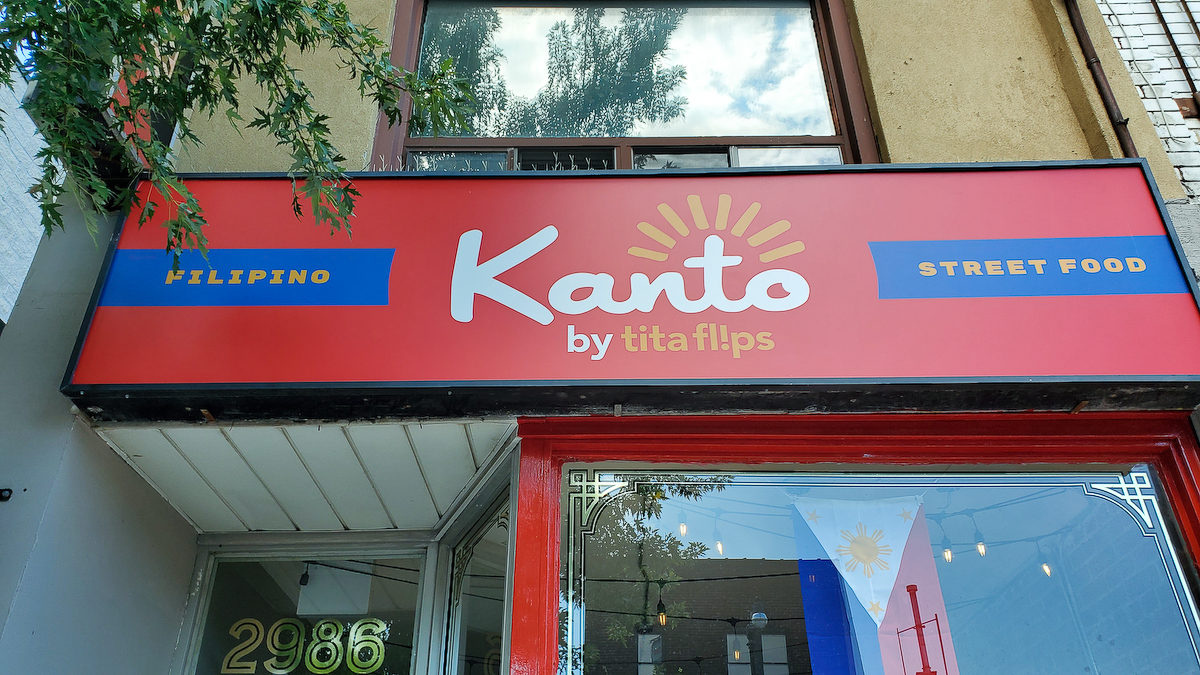 FILIPINO
Kanto
by tita fl!ps
STREET FOOD
2986